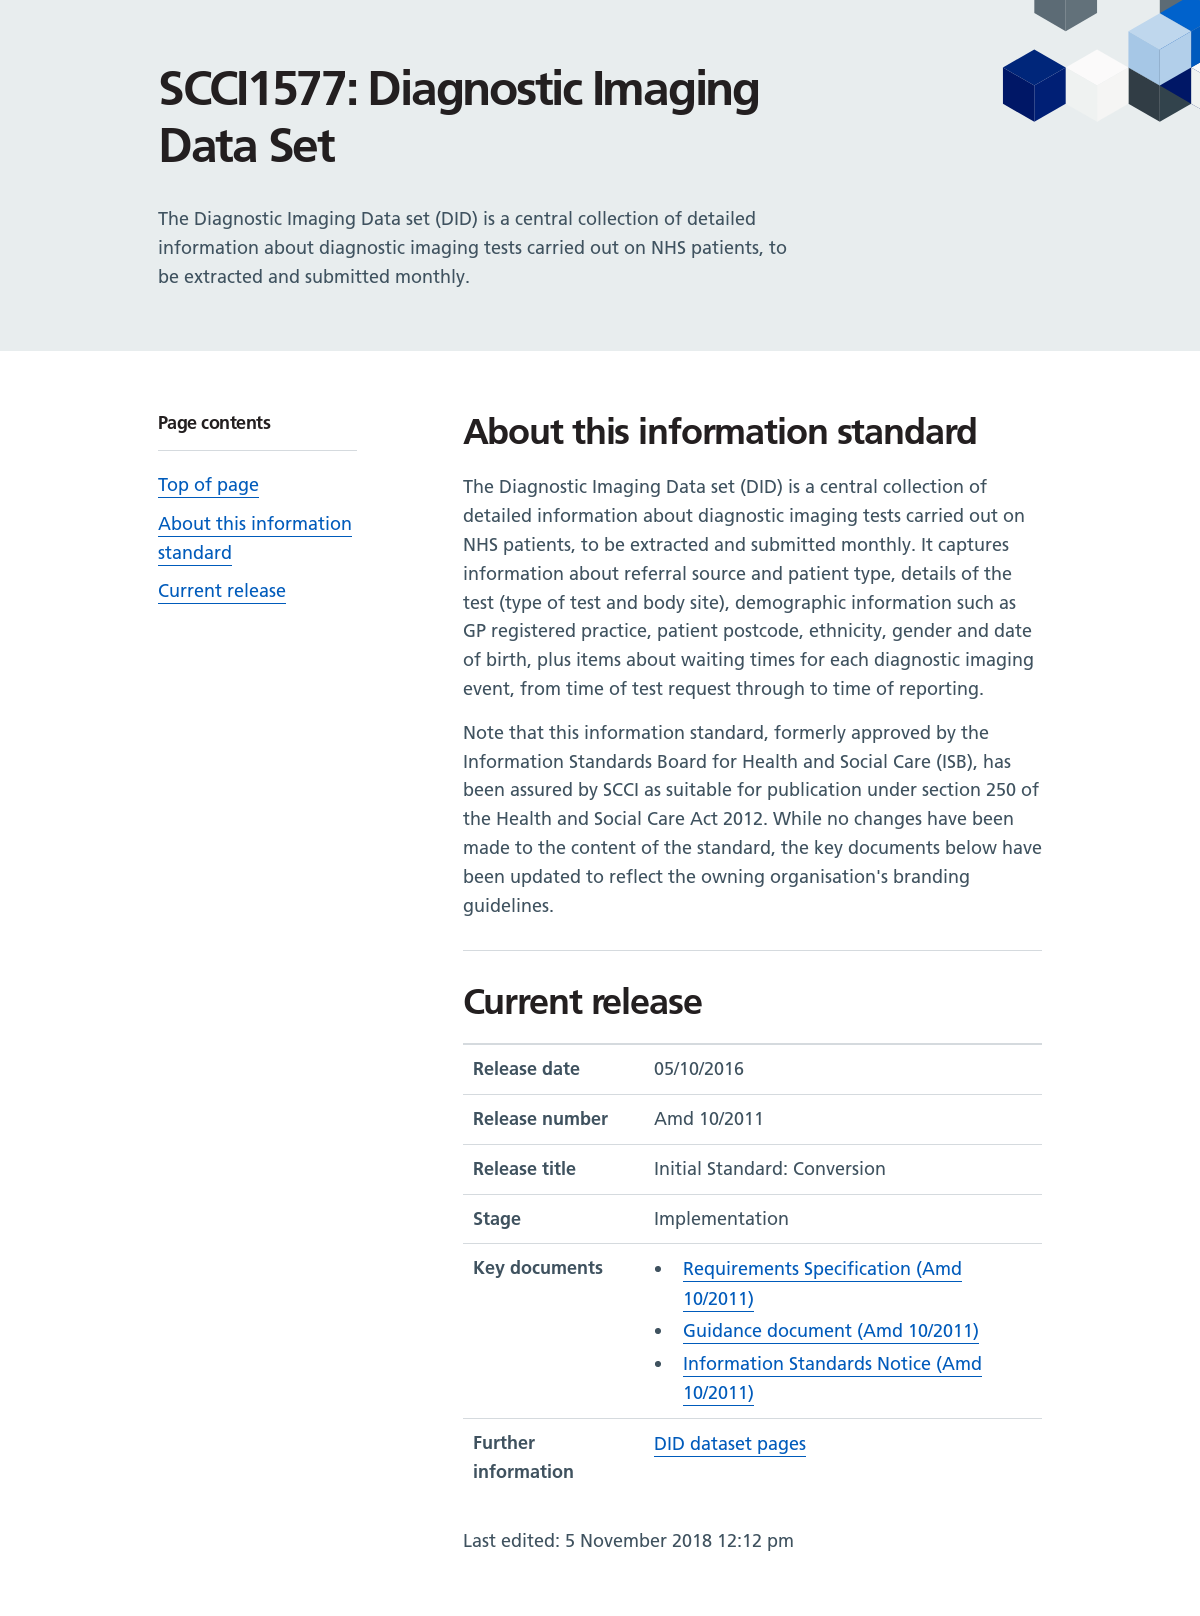 SCCI1577: Diagnostic Imaging
Data Set
The Diagnostic Imaging Data set (DID) is a central collection of detailed
information about diagnostic imaging tests carried out on NHS patients, to
be extracted and submitted monthly.
Page contents
Top of page
About this information
standard
Current release
About this information standard
The Diagnostic Imaging Data set (DID) is a central collection of
detailed information about diagnostic imaging tests carried out on
NHS patients, to be extracted and submitted monthly. It captures
information about referral source and patient type, details of the
test (type of test and body site), demographic information such as
GP registered practice, patient postcode, ethnicity, gender and date
of birth, plus items about waiting times for each diagnostic imaging
event, from time of test request through to time of reporting.
Note that this information standard, formerly approved by the
Information Standards Board for Health and Social Care (ISB), has
been assured by SCCI as suitable for publication under section 250 of
the Health and Social Care Act 2012. While no changes have been
made to the content of the standard, the key documents below have
been updated to reflect the owning organisation's branding
guidelines.
Current release
Release date 05/10/2016
Release number Amd 10/2011
Release title Initial Standard: Conversion
Stage Implementation
Key documents
• Requirements Specification (Amd
10/2011)
• Guidance document (Amd 10/2011)
• Information Standards Notice (Amd
10/2011)
Further
information
DID dataset pages
Last edited: 5 November 2018 12:12 pm